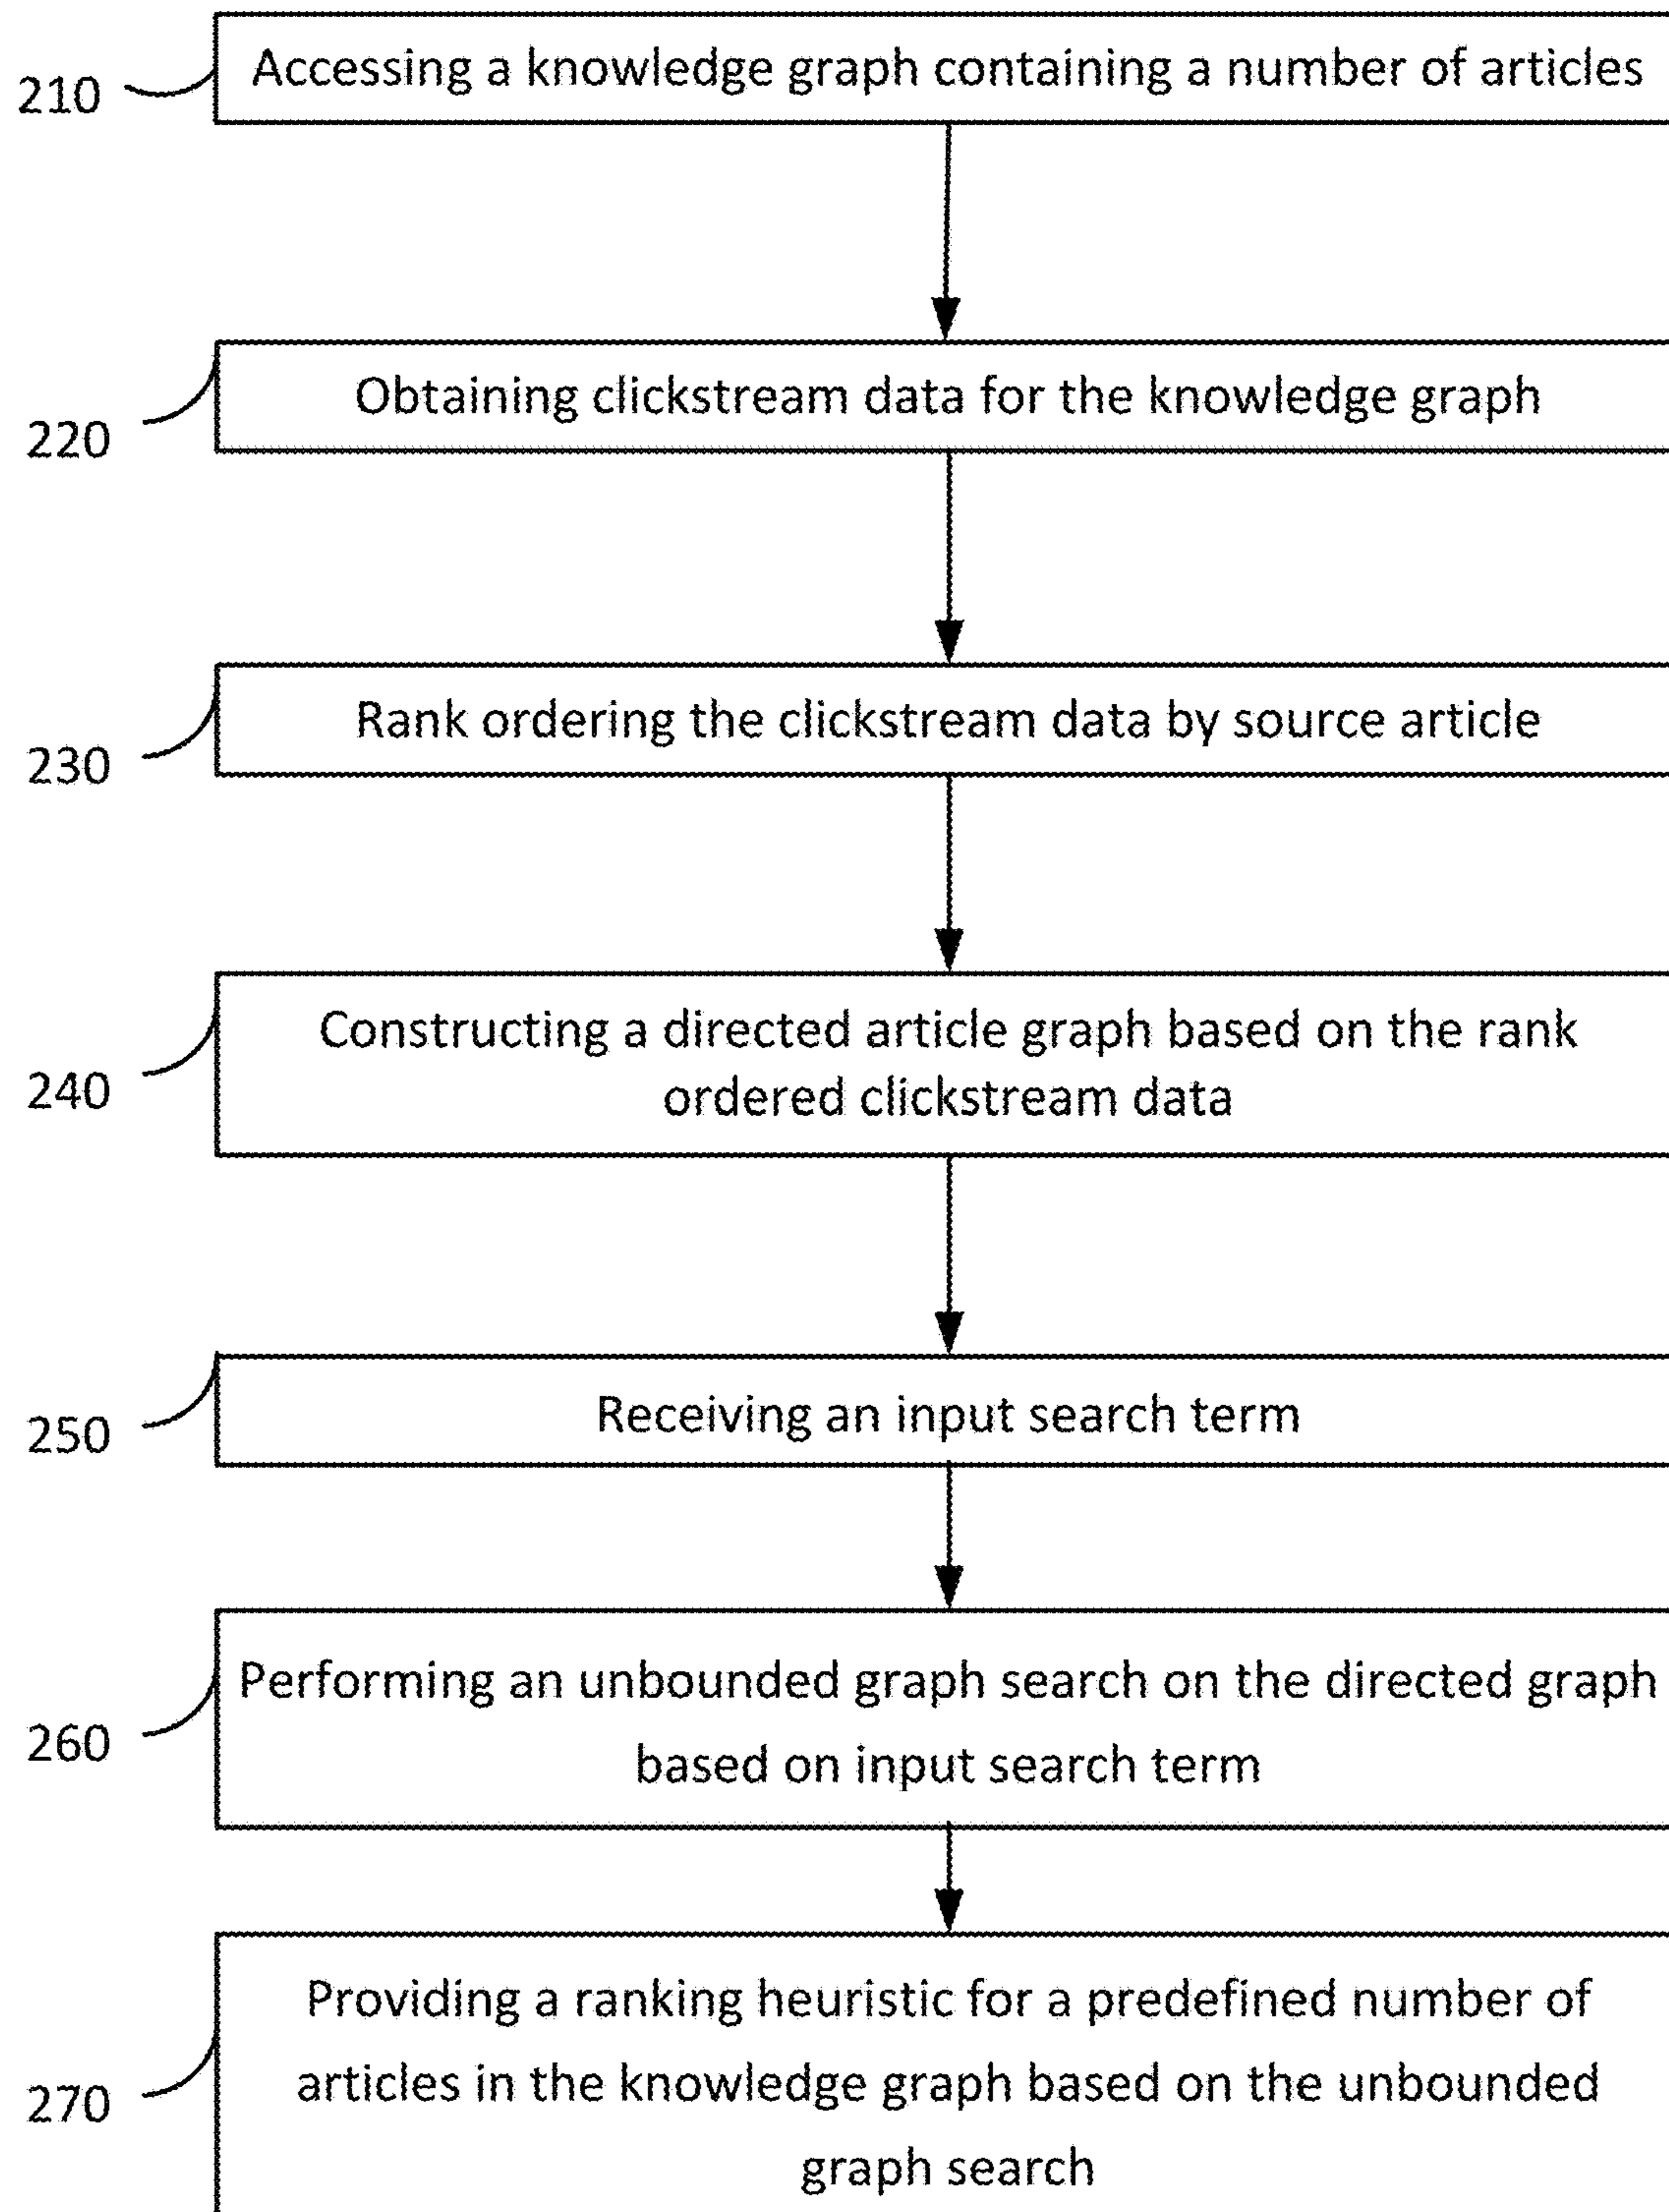 210
Accessing a knowledge graph containing a number of articles
220
Obtaining clickstream data for the knowledge graph
230
Rank ordering the clickstream data by source article
240
Constructing a directed article graph based on the rank
ordered clickstream data
250
Receiving an input search term
260
Performing an unbounded graph search on the directed graph
based on input search term
270
Providing a ranking heuristic for a predefined number of
articles in the knowledge graph based on the unbounded
graph search